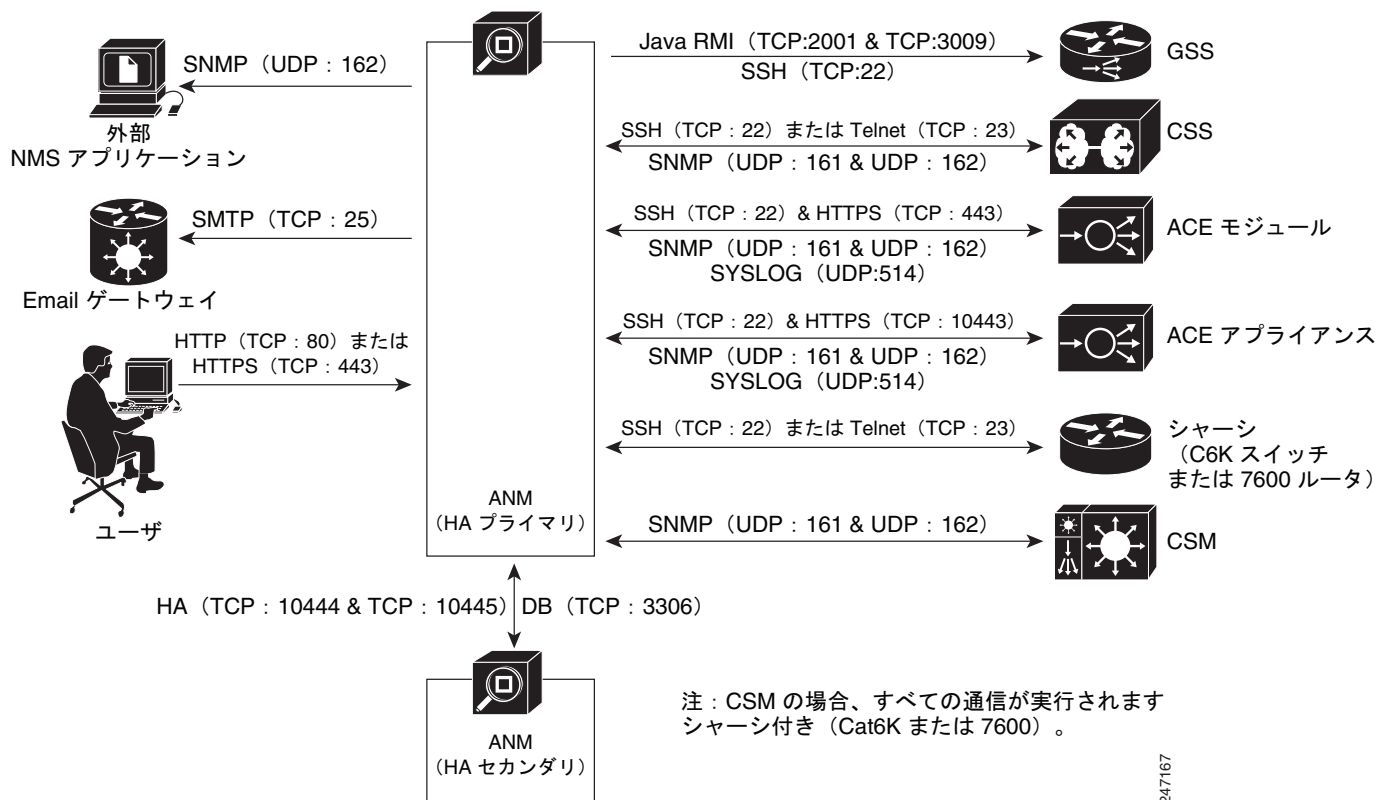 SNMP（UDP：162）
外部
NMS アプリケーション
SMTP（TCP：25）
Email ゲートウェイ
HTTP（TCP：80）または
HTTPS（TCP：443）
ユーザ
ANM
（HA プライマリ）
Java RMI（TCP:2001 & TCP:3009）
SSH（TCP:22）
GSS
SSH（TCP：22）または Telnet（TCP：23）
SNMP（UDP：161 & UDP：162）
CSS
SSH（TCP：22）& HTTPS（TCP：443）
SNMP（UDP：161 & UDP：162）
SYSLOG（UDP:514）
ACE モジュール
SSH（TCP：22）& HTTPS（TCP：10443）
SNMP（UDP：161 & UDP：162）
SYSLOG（UDP:514）
ACE アプライアンス
SSH（TCP：22）または Telnet（TCP：23）
シャーシ
（C6K スイッチ
または 7600 ルータ）
SNMP（UDP：161 & UDP：162）
CSM
HA（TCP：10444 & TCP：10445）
DB（TCP：3306）
ANM
（HA セカンダリ）
注：CSM の場合、すべての通信が実行されます
シャーシ付き（Cat6K または 7600）。
247167